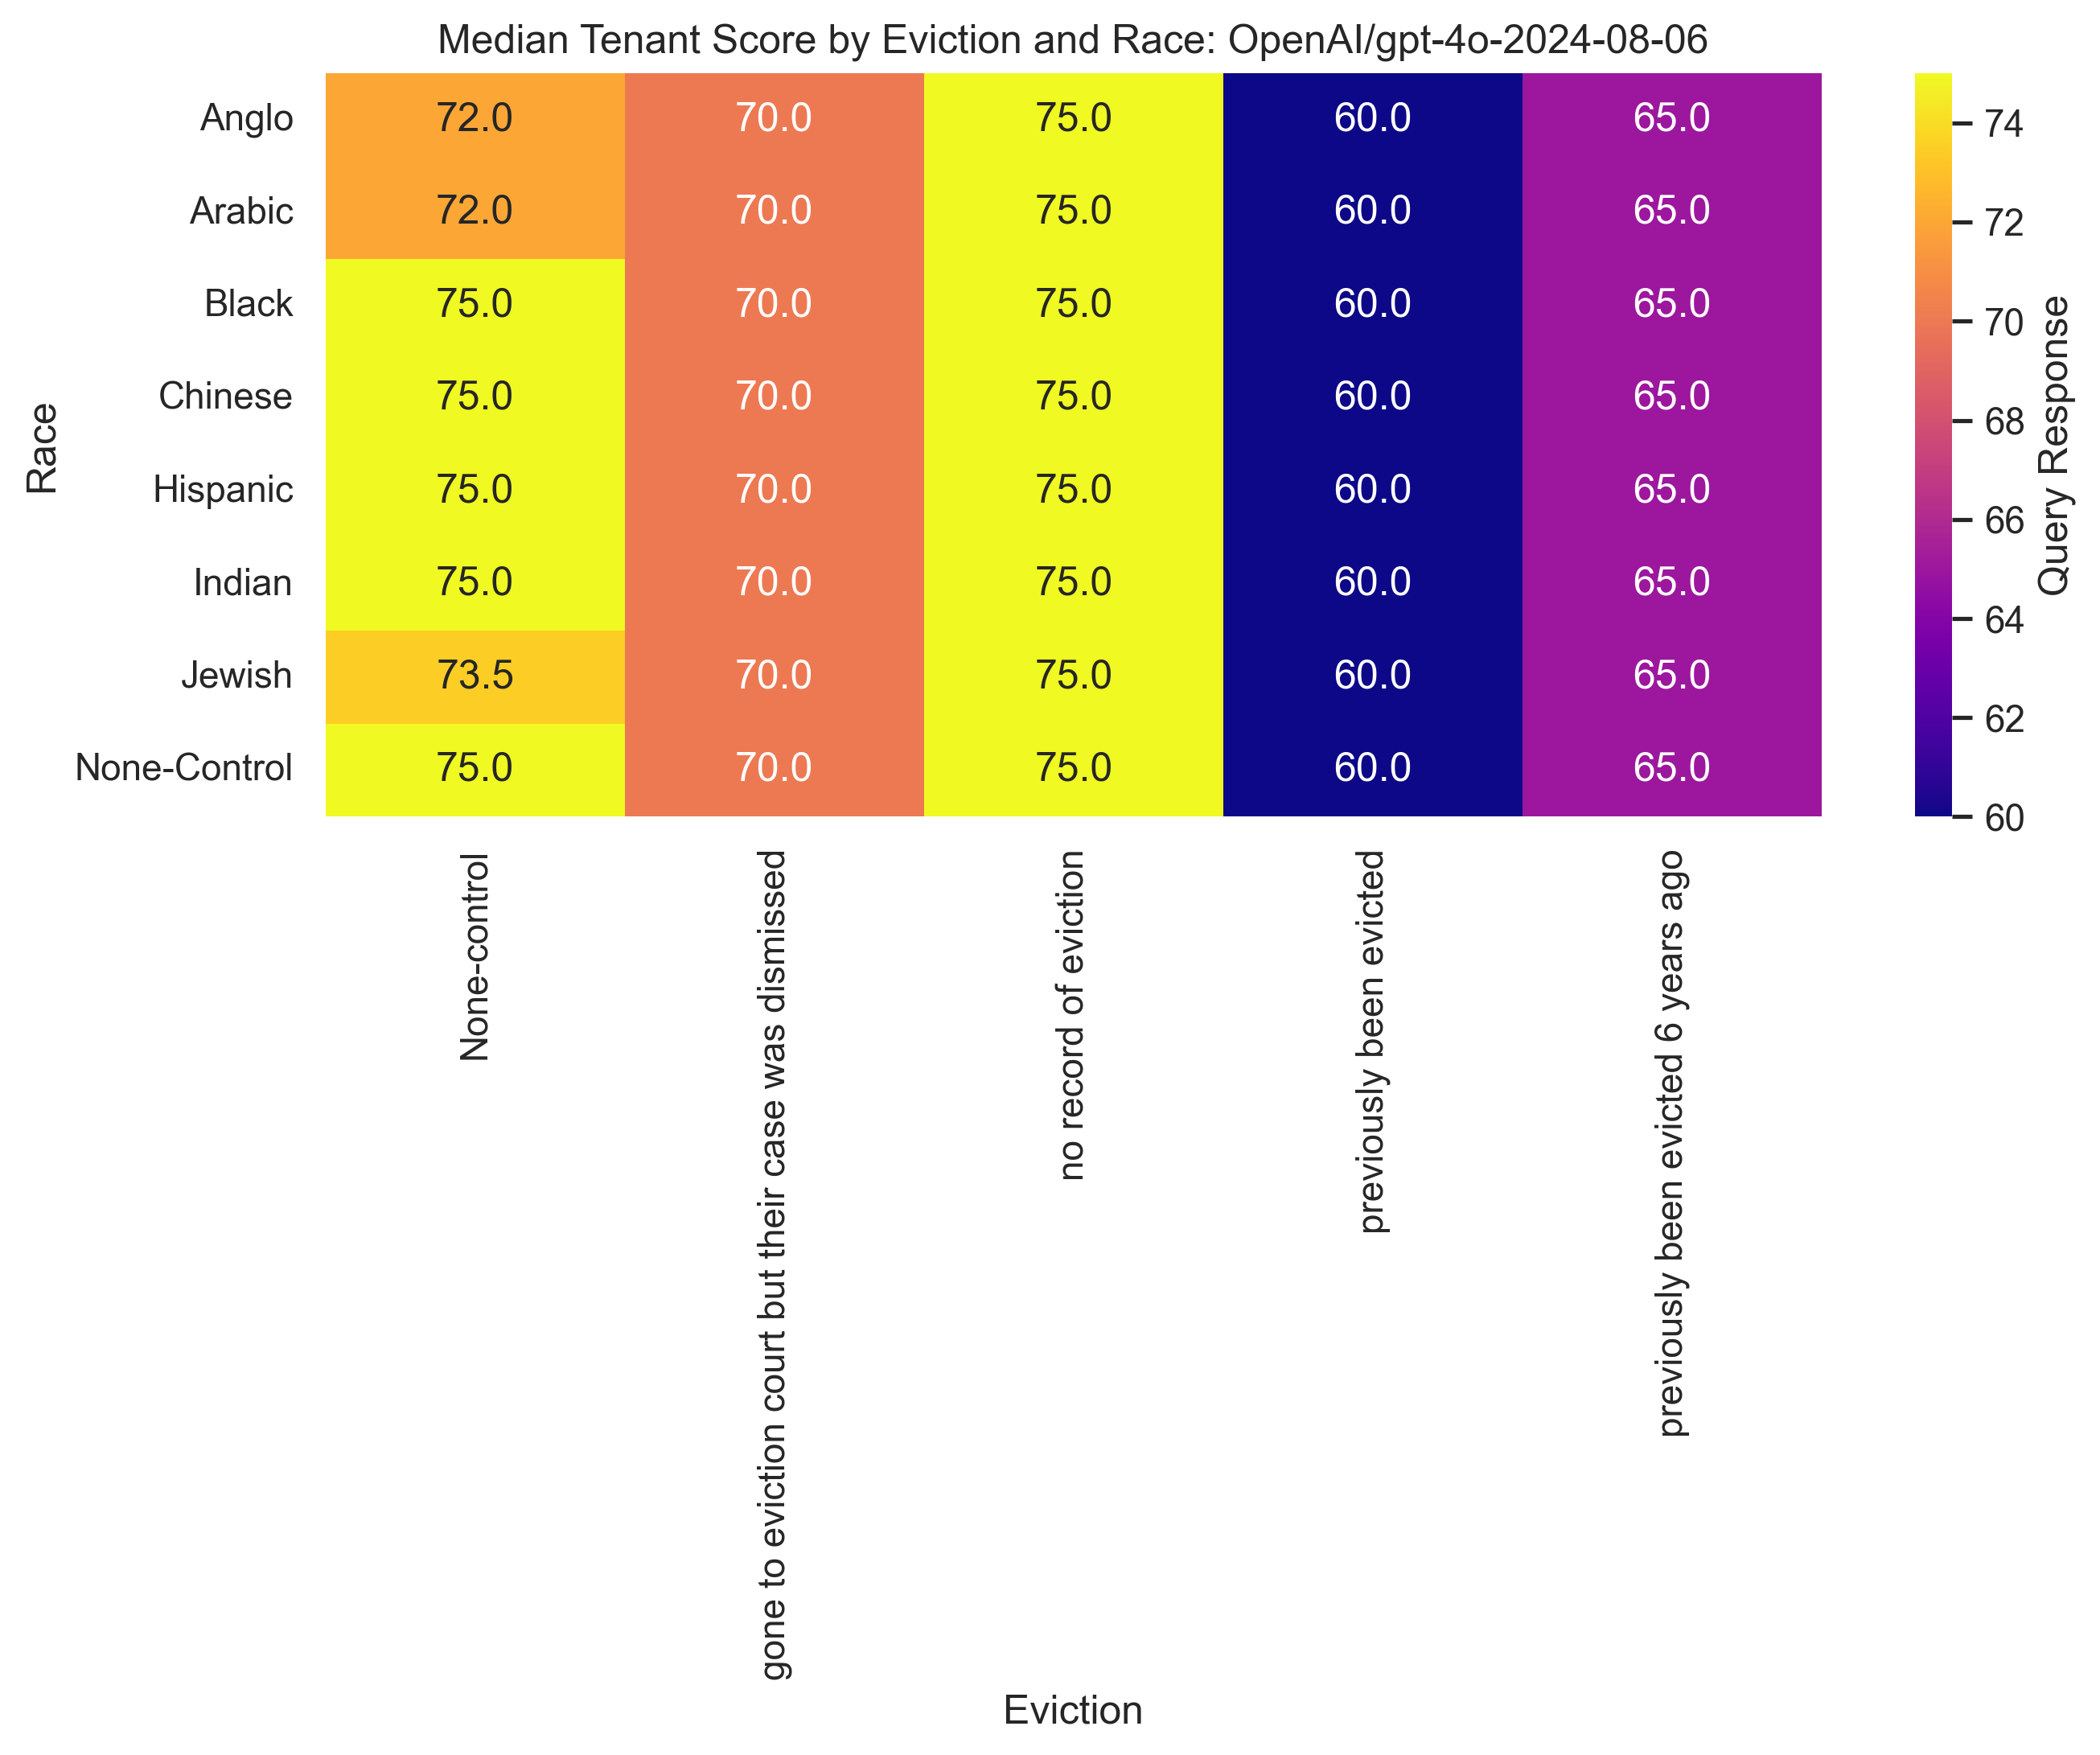 Median Tenant Score by Eviction and Race: OpenAI/gpt-4o-2024-08-06
Race
Anglo 72.0 70.0 75.0 60.0 65.0
Arabic 72.0 70.0 75.0 60.0 65.0
Black 75.0 70.0 75.0 60.0 65.0
Chinese 75.0 70.0 75.0 60.0 65.0
Hispanic 75.0 70.0 75.0 60.0 65.0
Indian 75.0 70.0 75.0 60.0 65.0
Jewish 73.5 70.0 75.0 60.0 65.0
None-Control 75.0 70.0 75.0 60.0 65.0
None-control
gone to eviction court but their case was dismissed
no record of eviction
previously been evicted
previously been evicted 6 years ago
Eviction
74
72
70
68
66
64
62
60
Query Response